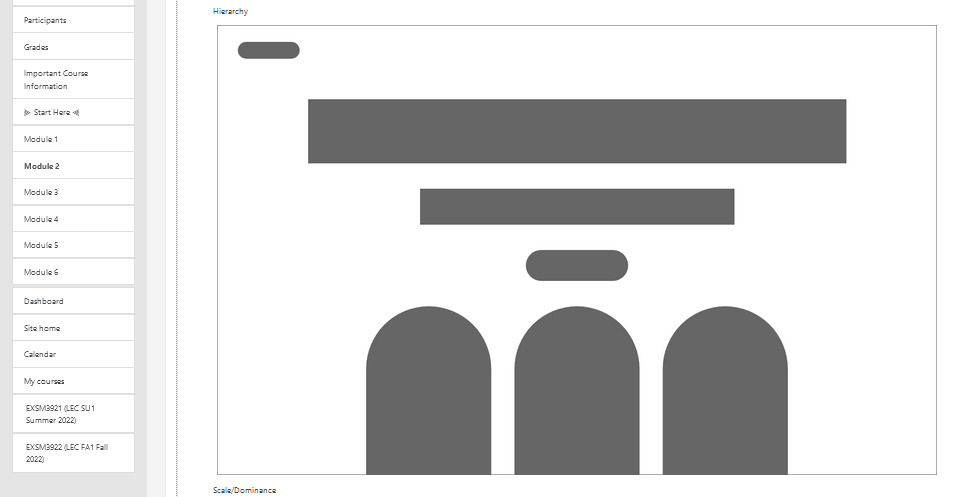 Participants
Grades
Important Course
Information
Start Here
Module 1
Module 2
Module 3
Module 4
Module 5
Module 6
Dashboard
Site home
Calendar
My courses
EXSM3921 (LEC SU1
Summer 2022)
EXSM3922 (LEC FA1 Fall
2022)
Hierarchy
Scale/Dominance